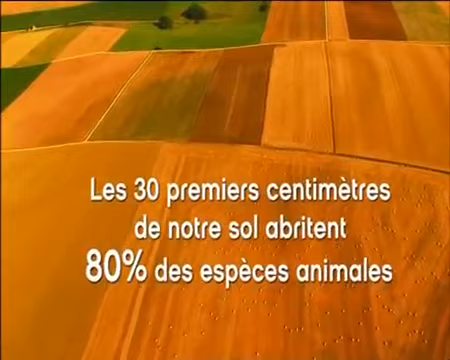 Les 30 premiers centimètres
de notre sol abritent
80% des espèces animales